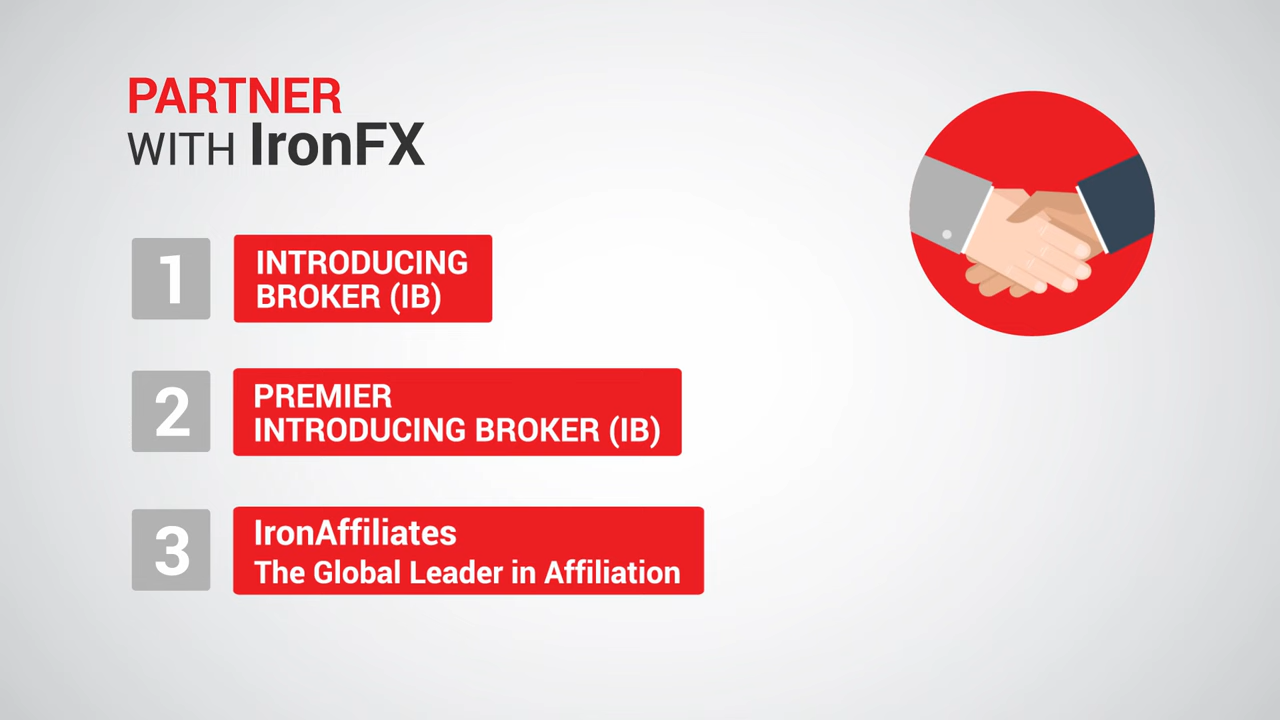 PARTNER
WITH IronFX
1
INTRODUCING
BROKER (IB)
2
PREMIER
INTRODUCING BROKER (IB)
3
IronAffiliates
The Global Leader in Affiliation